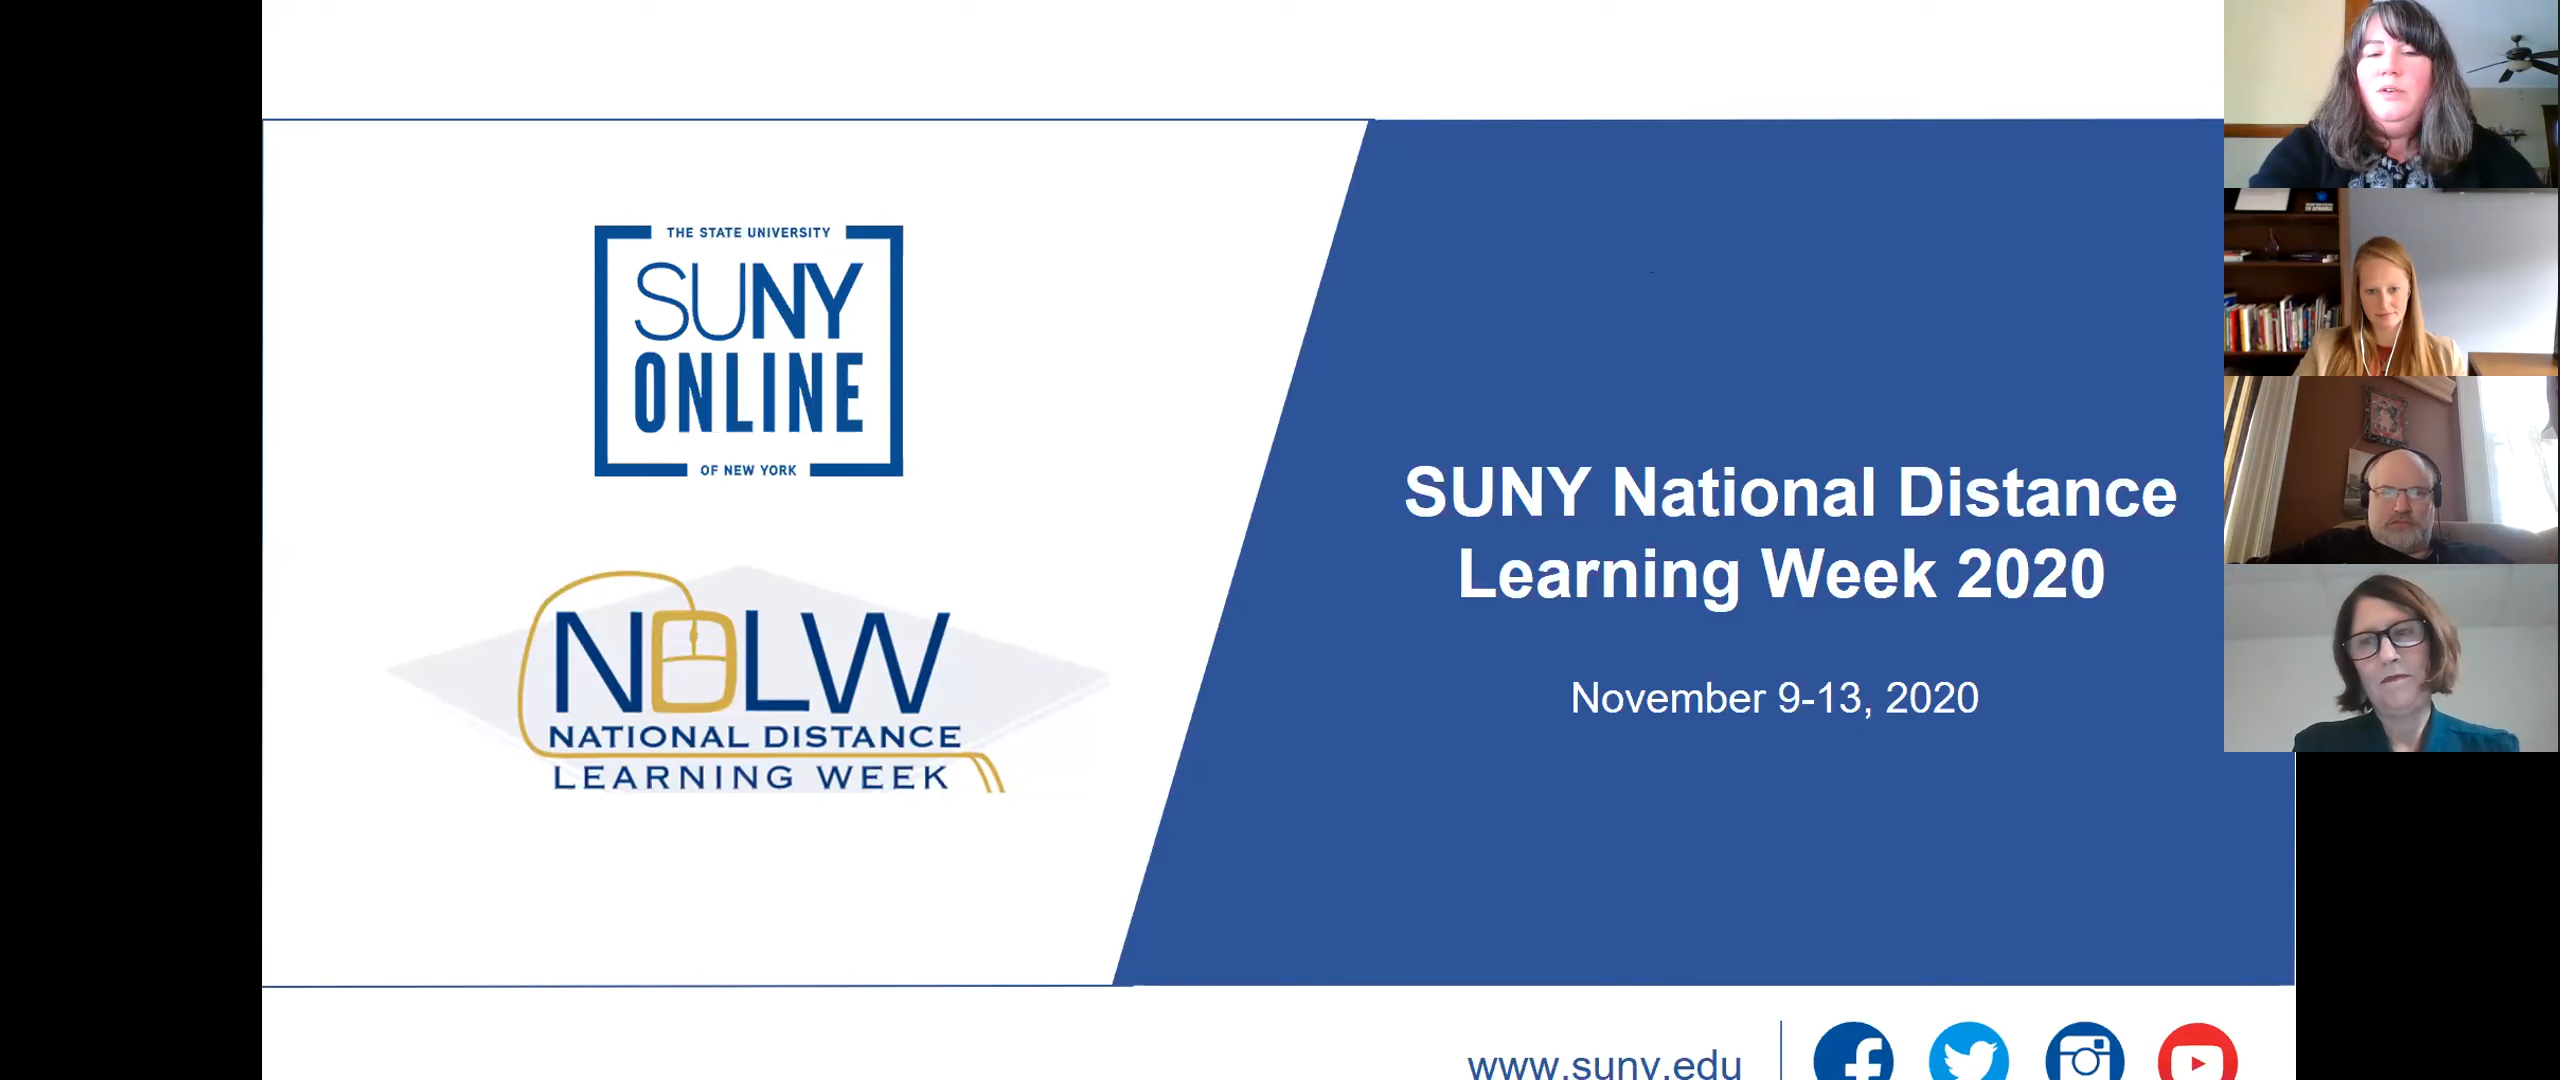 THE STATE UNIVERSITY
SUNY
ONLINE
OF NEW YORK
NDLW
NATIONAL DISTANCE
LEARNING WEEK
SUNY National Distance
Learning Week 2020
November 9-13, 2020
www.suny.edu